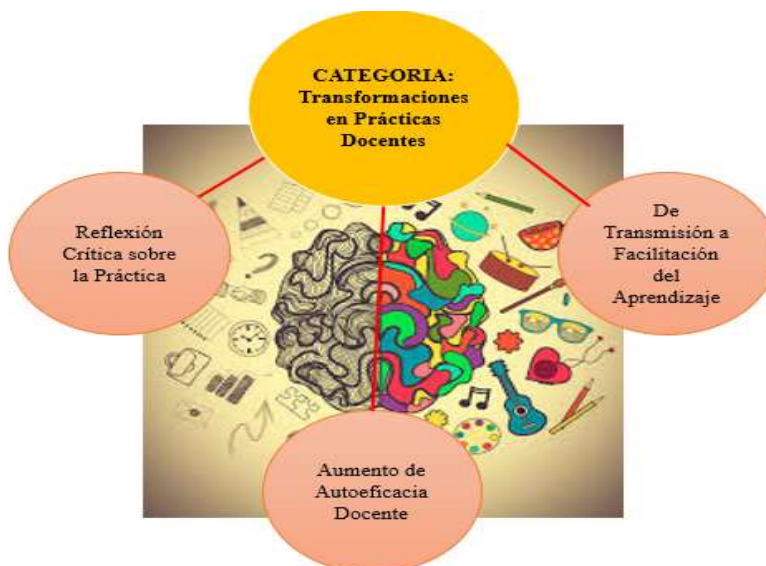 CATEGORIA:
Transformaciones
en Prácticas
Docentes
Reflexión
Crítica sobre
la Práctica
De
Transmisión a
Facilitación
del
Aprendizaje
Aumento de
Autoeficacia
Docente